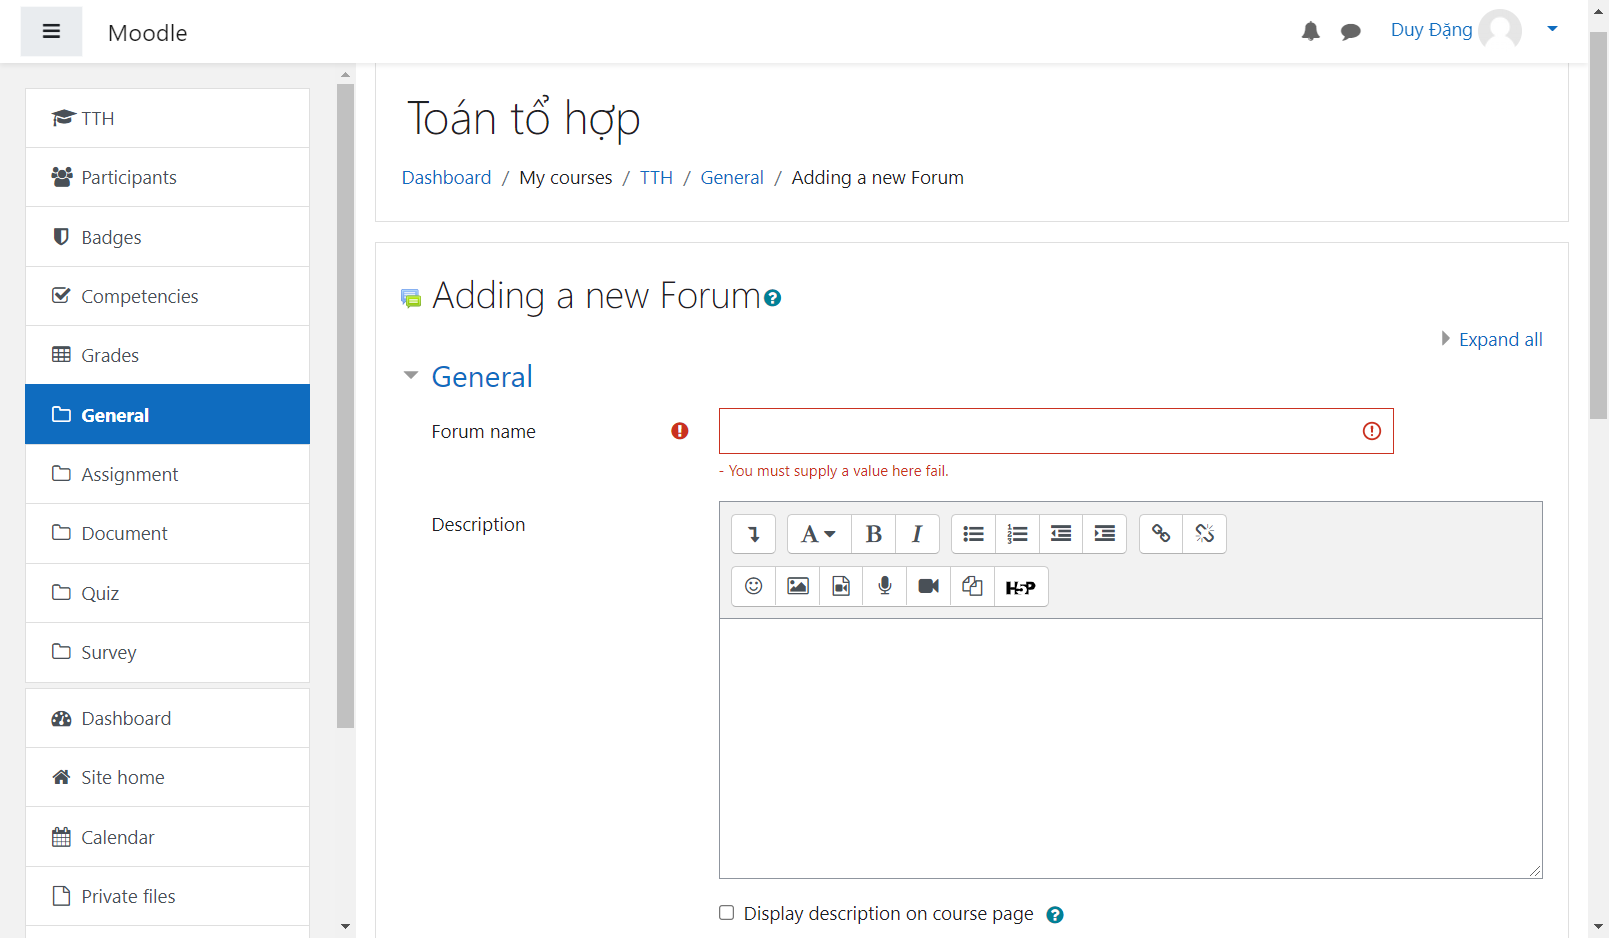 Moodle
Duy Đặng
TTH
Participants
Badges
Competencies
Grades
General
Assignment
Document
Quiz
Survey
Dashboard
Site home
Calendar
Private files
Toán tổ hợp
Dashboard / My courses / TTH / General / Adding a new Forum
Adding a new Forum
Expand all
General
Forum name
- You must supply a value here fail.
Description
A B I
H5P
Display description on course page